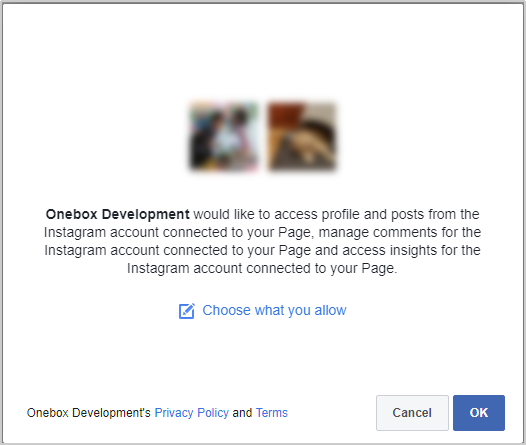 Onebox Development would like to access profile and posts from the
Instagram account connected to your Page, manage comments for the
Instagram account connected to your Page and access insights for the
Instagram account connected to your Page.
Choose what you allow
Onebox Development's Privacy Policy and Terms
Cancel
OK